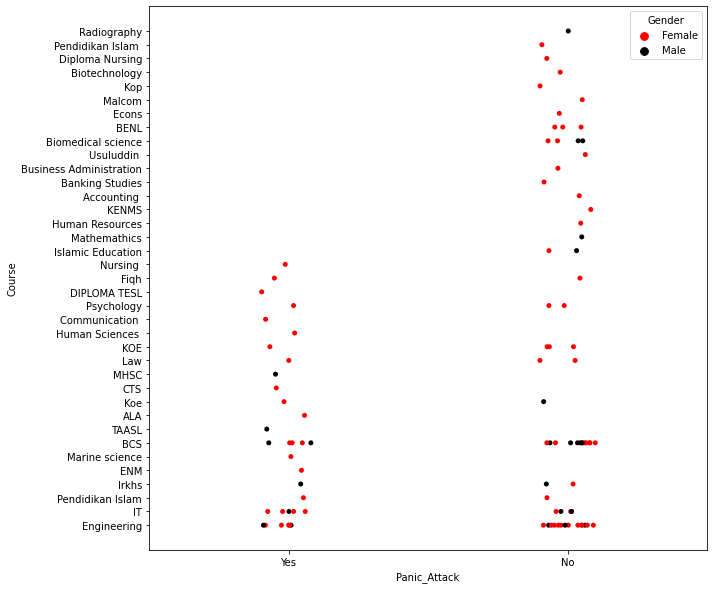 Gender
Female
Male
Radiography
Pendidikan Islam
Diploma Nursing
Biotechnology
Kop
Malcom
Econs
BENL
Biomedical science
Usuluddin
Business Administration
Banking Studies
Accounting
KENMS
Human Resources
Mathemathics
Islamic Education
Nursing
Fiqh
DIPLOMA TESL
Psychology
Communication
Human Sciences
KOE
Law
MHSC
CTS
Koe
ALA
TAASL
BCS
Marine science
ENM
Irkhs
Pendidikan Islam
IT
Engineering
Course
Yes
No
Panic_Attack